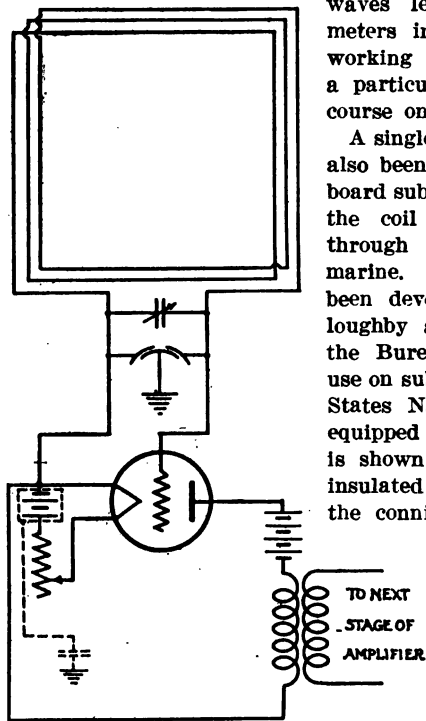 waves le
meters in
working
a particu
course on
A single
also been
board sub
the coil
through
marine.
been deve
loughby a
the Bure
use on sub
States N
equipped
is shown
insulated
the conni
TO NEXT
STAGE OF
AMPLIFIER